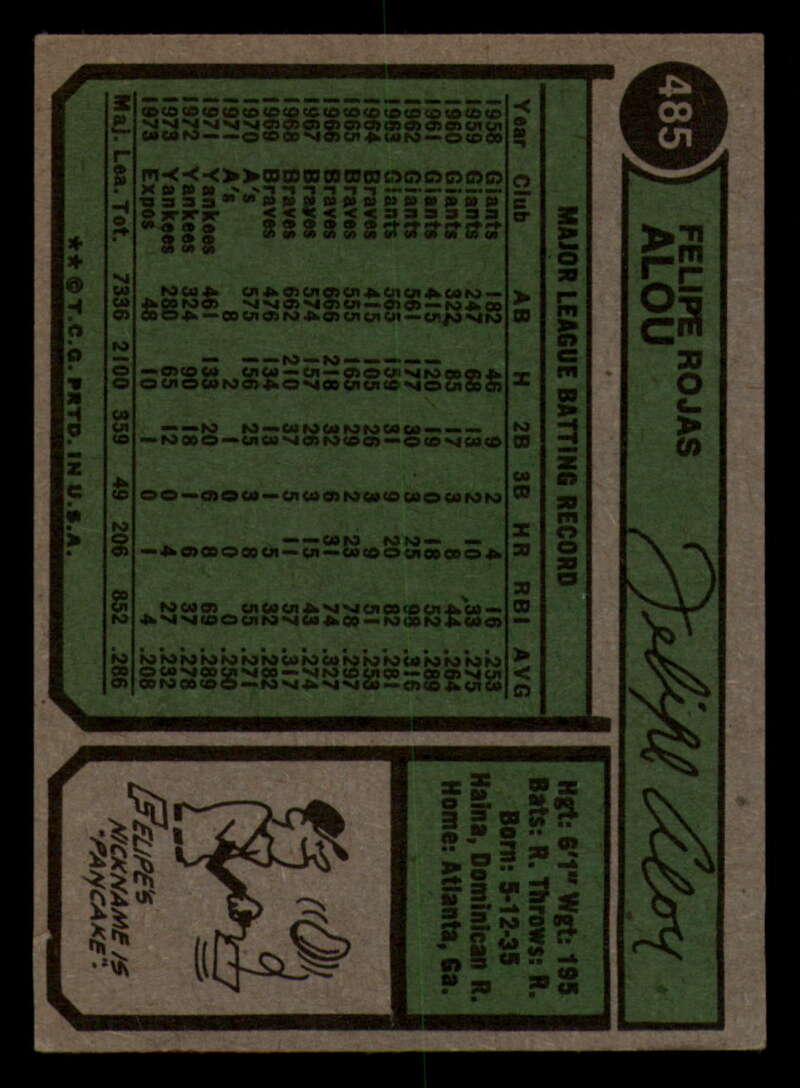 485
FELIPE ROJAS
ALOU
Felipe Alou
MAJOR LEAGUE BATTING RECORD
Year Club AB H 2B 3B HR RBI AVG
1958 Giants 182 46 9 2 4 16 .253
1959 Giants 247 68 13 2 10 33 .275
1960 Giants 322 85 17 3 8 44 .264
1961 Giants 415 120 19 0 18 52 .289
1962 Giants 561 177 30 3 25 98 .316
1963 Giants 565 159 31 9 20 82 .281
1964 Braves 415 105 26 3 9 51 .253
1965 Braves 555 165 29 2 23 78 .297
1966 Braves 666 218 32 6 31 74 .327
1967 Braves 574 157 26 3 15 43 .274
1968 Braves 662 210 37 5 11 57 .317
1969 Braves 476 134 13 1 5 32 .282
1970 A's 575 156 25 3 8 55 .271
1971 A's 8 2 1 0 0 0 .250
1971 Yankees 461 133 20 6 8 69 .289
1972 Yankees 324 90 18 1 6 37 .278
1973 Yankees 280 65 12 0 4 27 .232
1973 Expos 48 10 1 0 1 4 .208
Maj. Lea. Tot. 7336 2100 359 49 206 852 .286
**©T.C.G. PRTD. IN U.S.A.
Hgt: 6'1" Wgt: 195
Bats: R. Throws: R.
Born: 5-12-35
Haina, Dominican R.
Home: Atlanta, Ga.
FELIPE'S
NICKNAME IS
"PANCAKE".